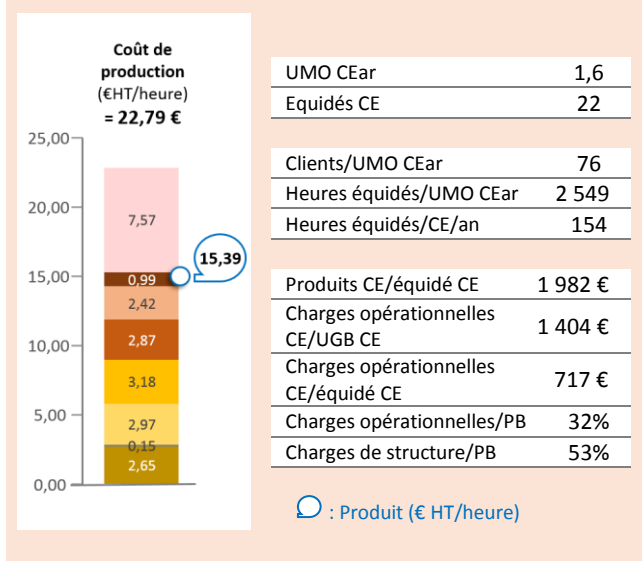 Coût de
production
(€HT/heure)
= 22,79 €
25,00
20,00
15,00
10,00
5,00
0,00
7,57
0,99
2,42
2,87
3,18
2,97
0,15
2,65
15,39
UMO CEar 1,6
Equidés CE 22
Clients/UMO CEar 76
Heures équidés/UMO CEar 2 549
Heures équidés/CE/an 154
Produits CE/équidé CE 1 982 €
Charges opérationnelles
CE/UGB CE 1 404 €
Charges opérationnelles
CE/équidé CE 717 €
Charges opérationnelles/PB 32%
Charges de structure/PB 53%
: Produit (€ HT/heure)